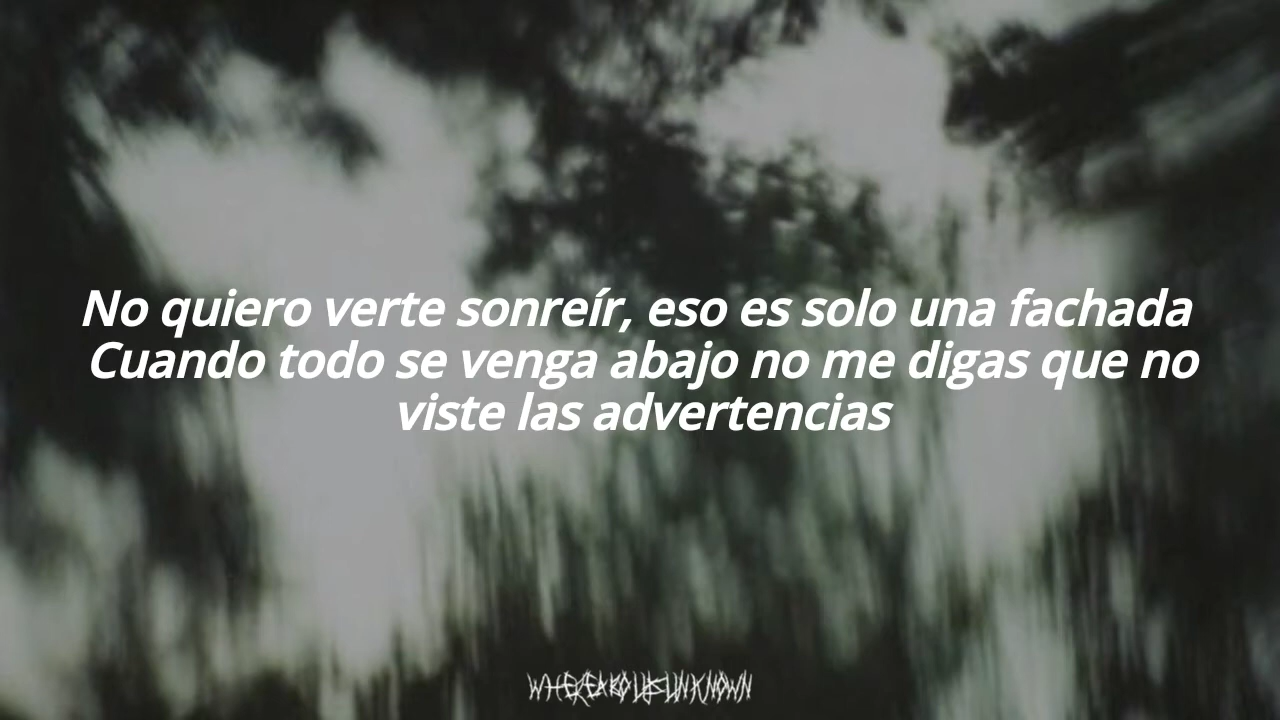 No quiero verte sonreír, eso es solo una fachada
Cuando todo se venga abajo no me digas que no
viste las advertencias
WHEREABOUTSUNKNOWN